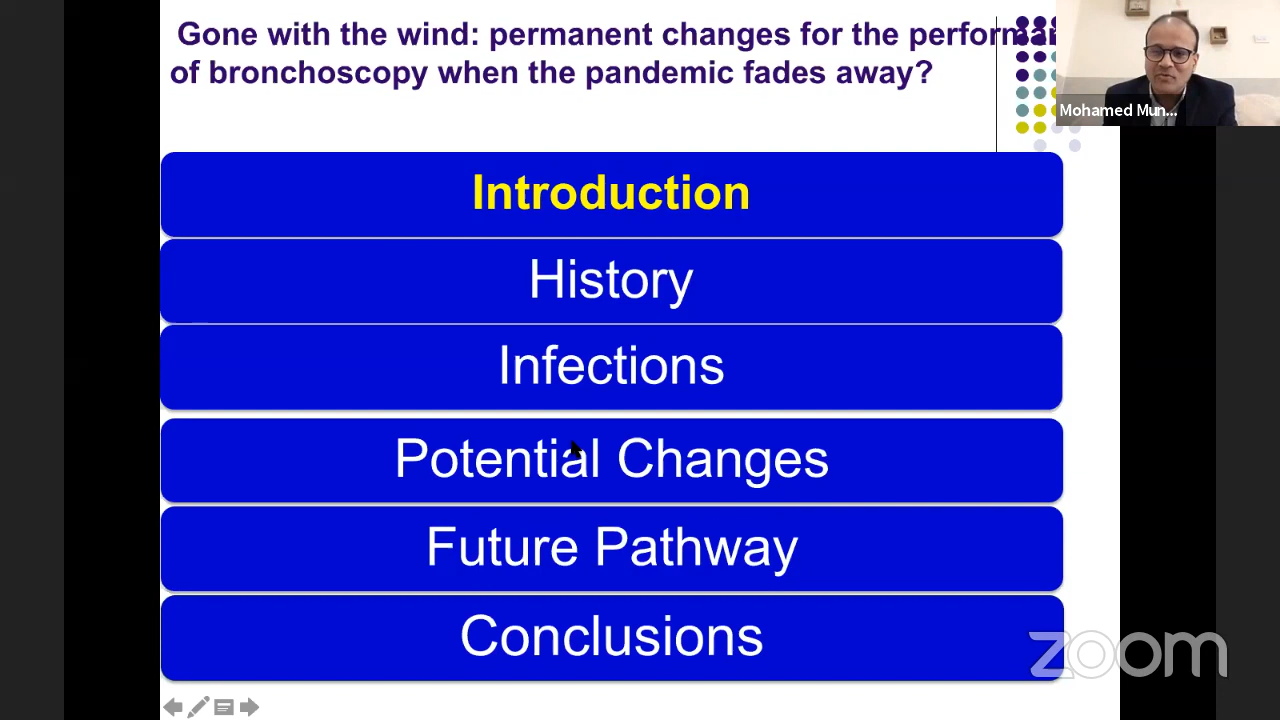 Gone with the wind: permanent changes for the
of bronchoscopy when the pandemic fades away?
Mohamed Mun...
Introduction
History
Infections
Potential Changes
Future Pathway
Conclusions
zoom